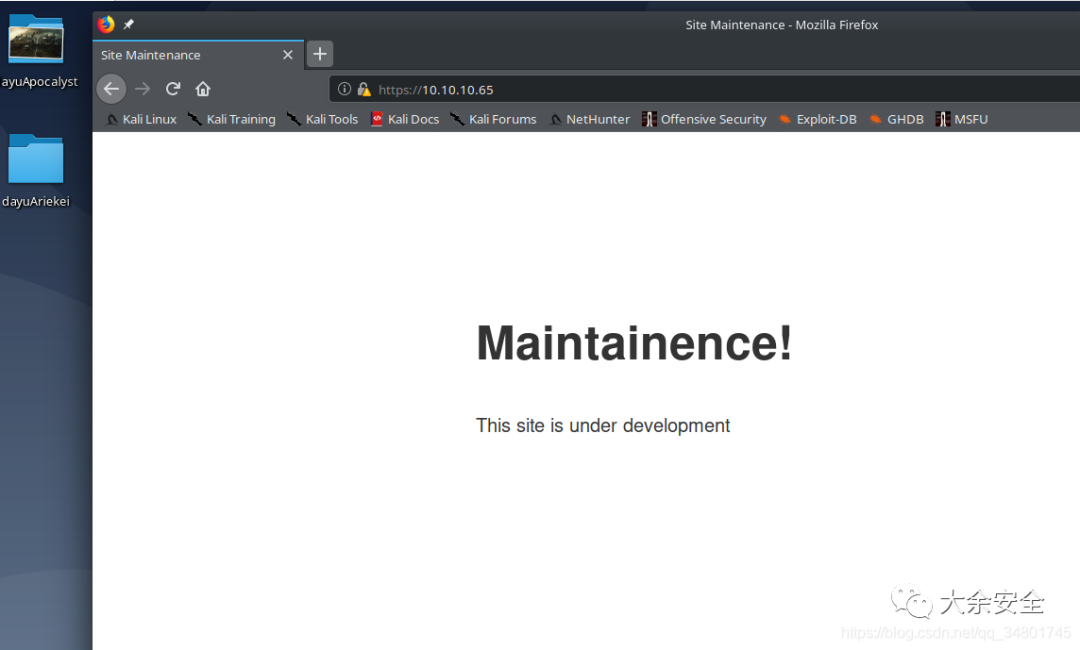 Site Maintenance - Mozilla Firefox
Site Maintenance
ayuApocalyst
https://10.10.10.65
Kali Linux Kali Training Kali Tools Kali Docs Kali Forums NetHunter Offensive Security Exploit-DB GHDB MSFU
dayuAriekei
Maintainence!
This site is under development
大余安全
https://blog.csdn.net/qq_34801745